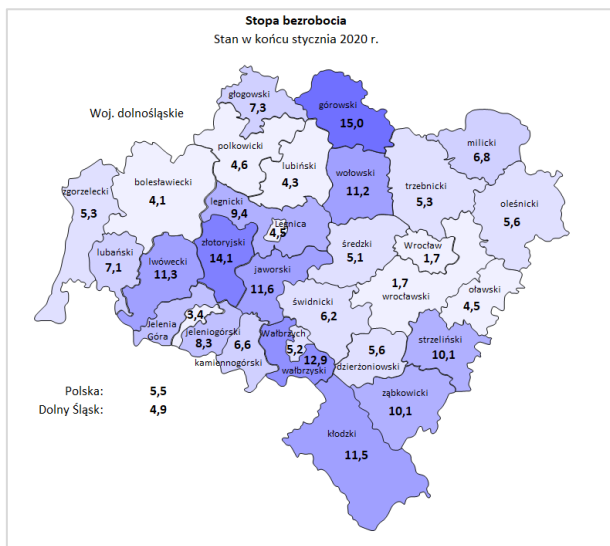 Stopa bezrobocia
Stan w końcu stycznia 2020 r.
Woj. dolnośląskie
głogowski
7,3
górowski
15,0
polkowicki
4,6
lubiński
4,3
wołowski
11,2
milicki
6,8
trzebnicki
5,3
oleśnicki
5,6
zgorzelecki
5,3
bolesławiecki
4,1
legnicki
9,4
Legnica
4,5
lubański
7,1
lwówecki
11,3
złotoryjski
14,1
jaworski
11,6
średzki
5,1
Wrocław
1,7
1,7
wrocławski
oławski
4,5
świdnicki
6,2
3,4
Jelenia
Góra
jeleniogórski
8,3
6,6
kamiennogórski
Wałbrzych
5,2
12,9
wałbrzyski
5,6
dzierżoniowski
strzeliński
10,1
ząbkowicki
10,1
kłodzki
11,5
Polska: 5,5
Dolny Śląsk: 4,9